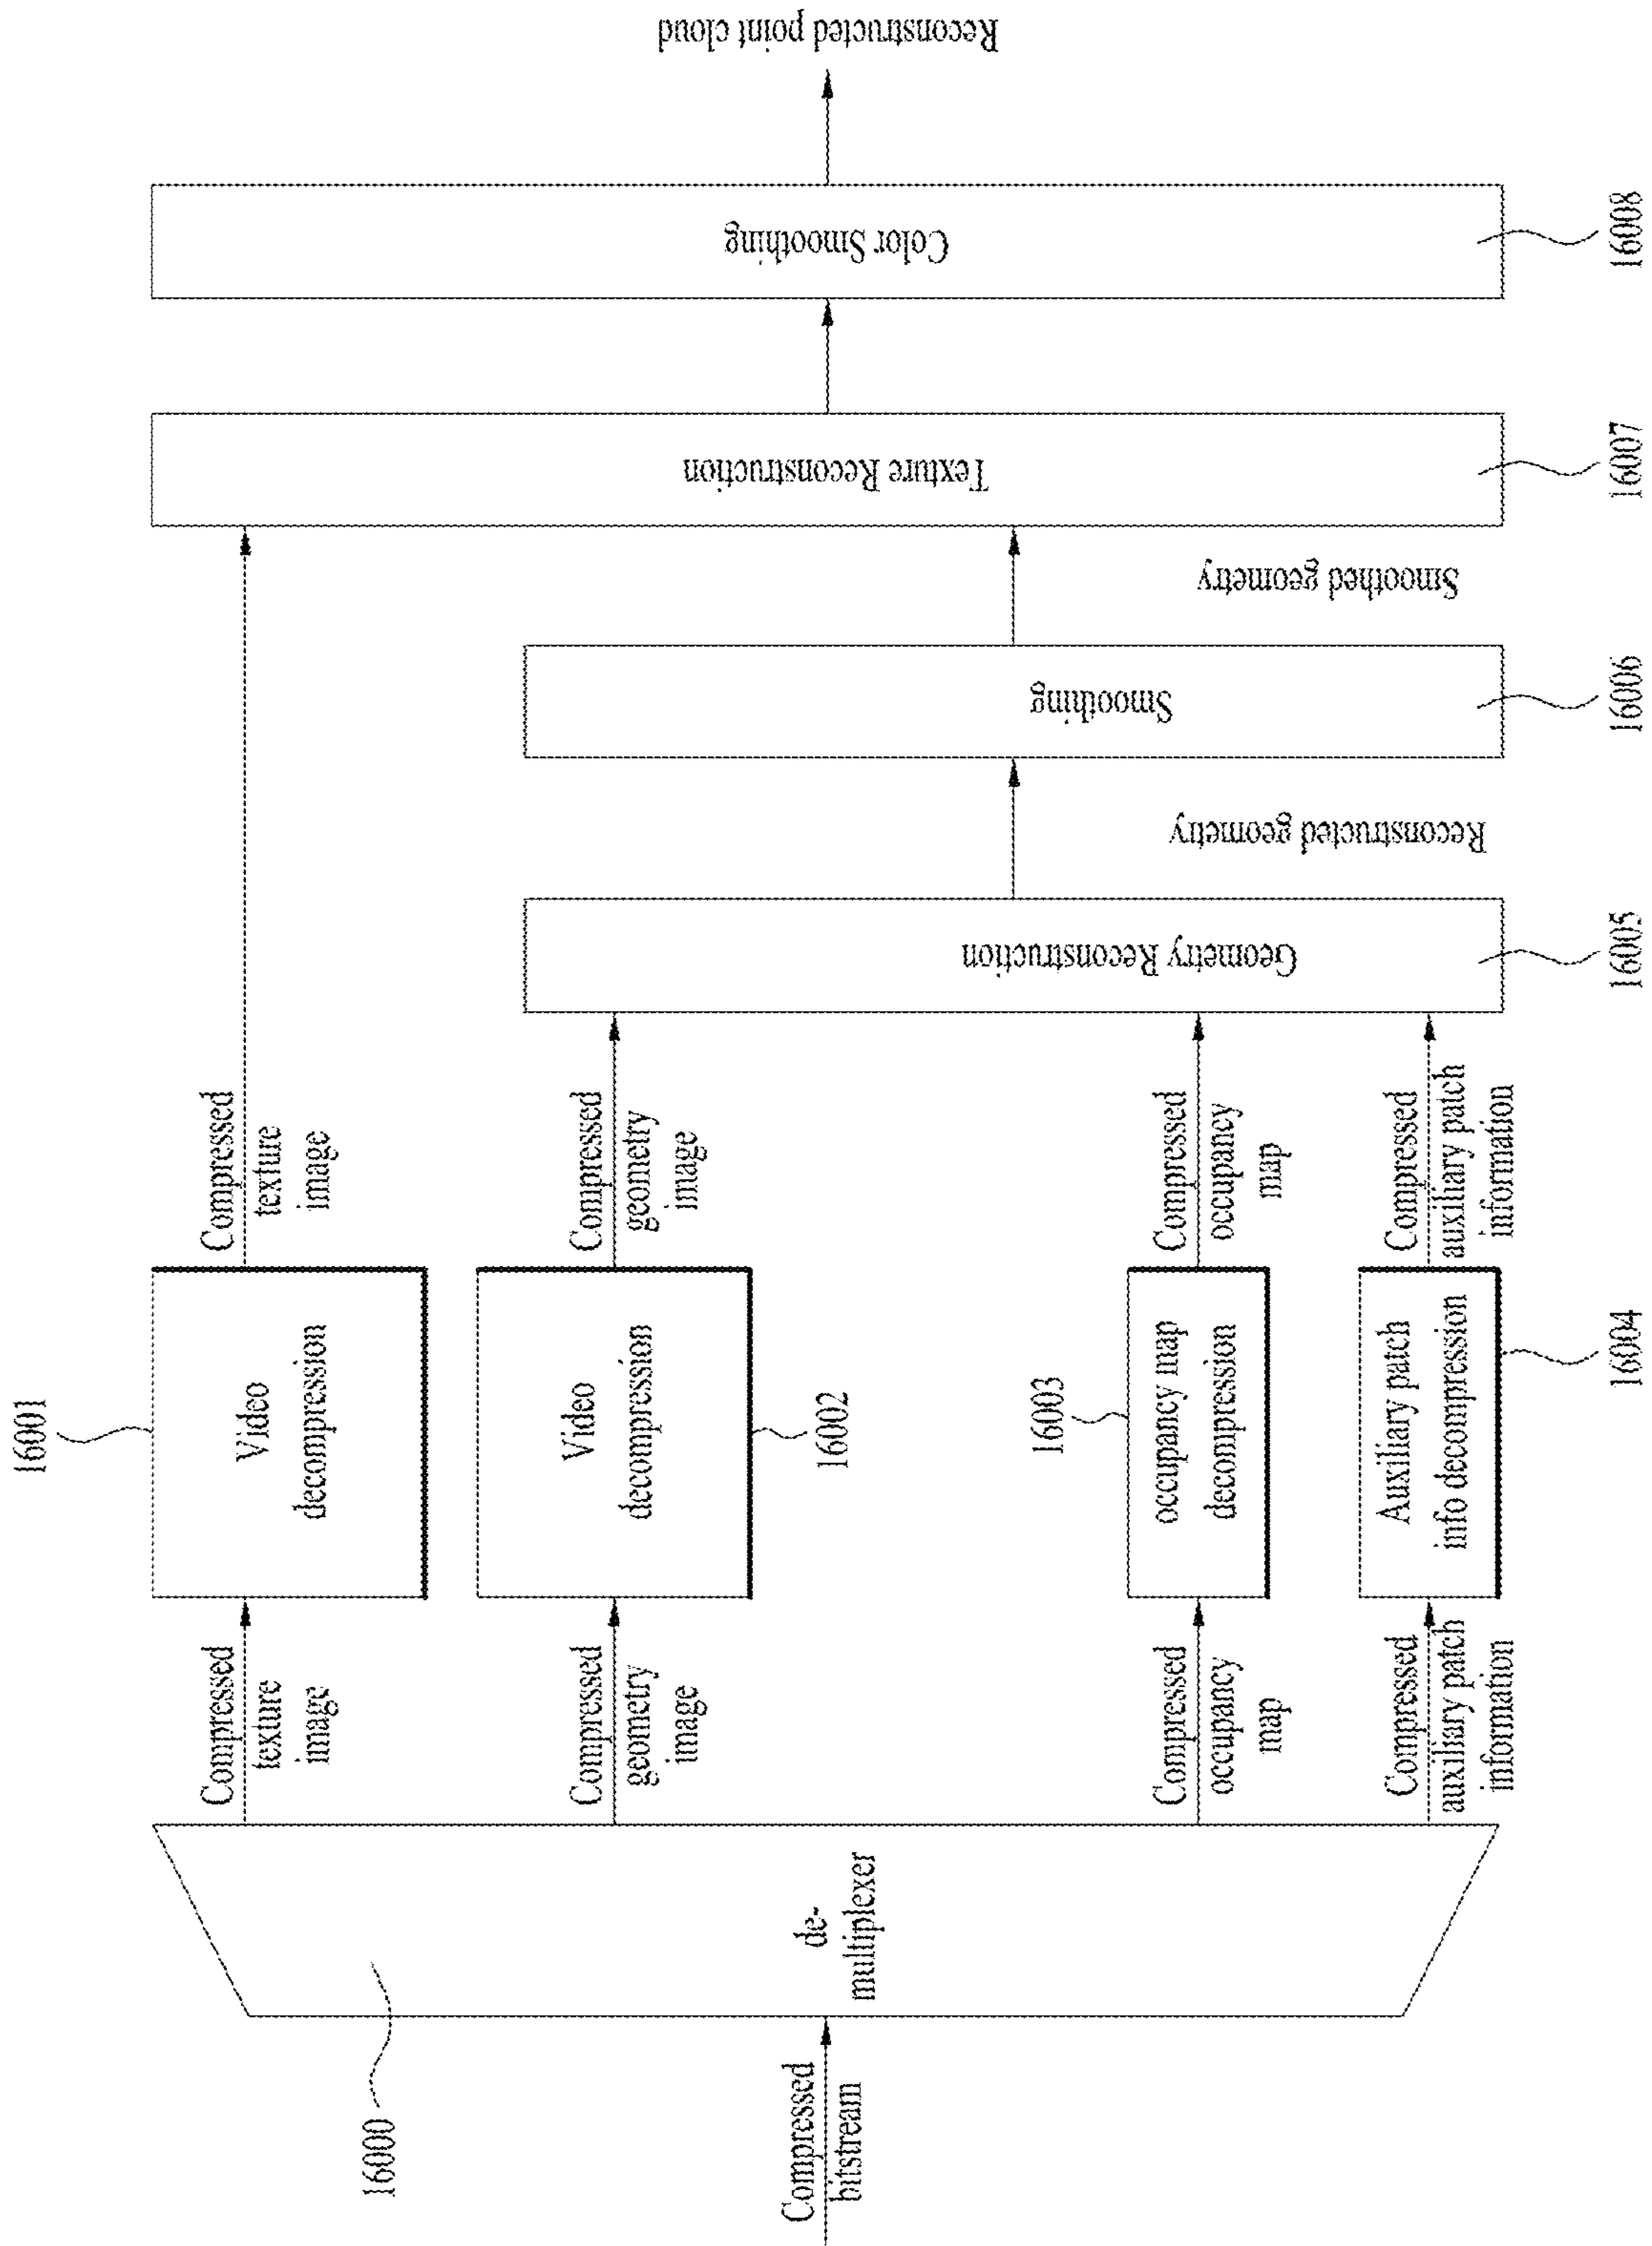 Compressed
bitstream
16000
de-
multiplexer
Compressed
texture
image
Compressed
geometry
image
Compressed
occupancy
map
Compressed
auxiliary patch
information
16001
Video
decompression
Video
decompression
16002
16003
occupancy map
decompression
Auxiliary patch
info decompression
16004
Compressed
texture
image
Compressed
geometry
image
Compressed
occupancy
map
Compressed
auxiliary patch
information
Geometry Reconstruction
16005
Reconstructed geometry
Smoothing
16006
Smoothed geometry
Texture Reconstruction
16007
Color Smoothing
16008
Reconstructed point cloud